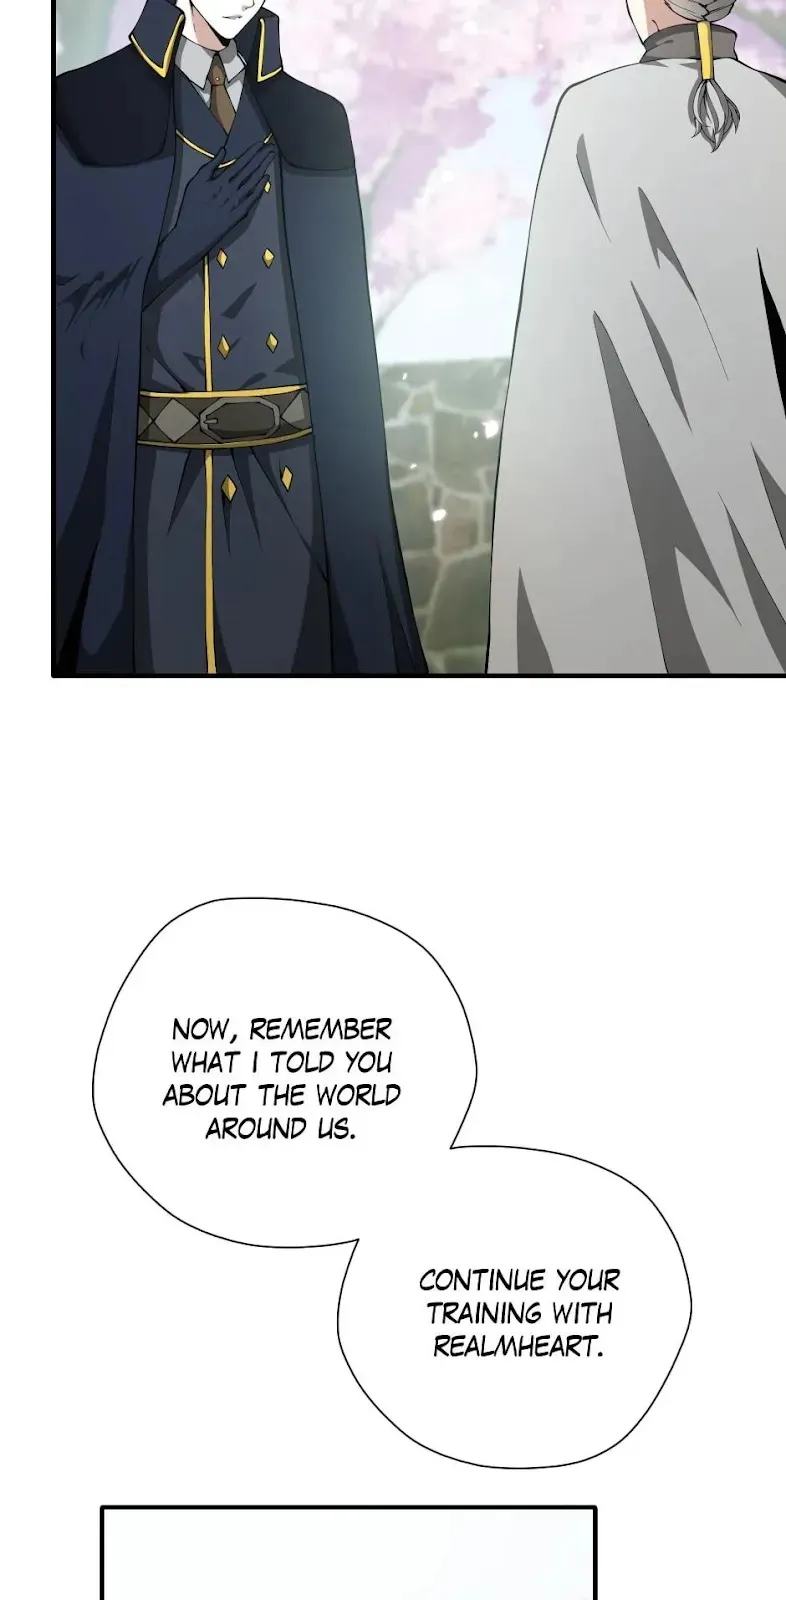 NOW, REMEMBER
WHAT I TOLD YOU
ABOUT THE WORLD
AROUND US.
CONTINUE YOUR
TRAINING WITH
REALMHEART.